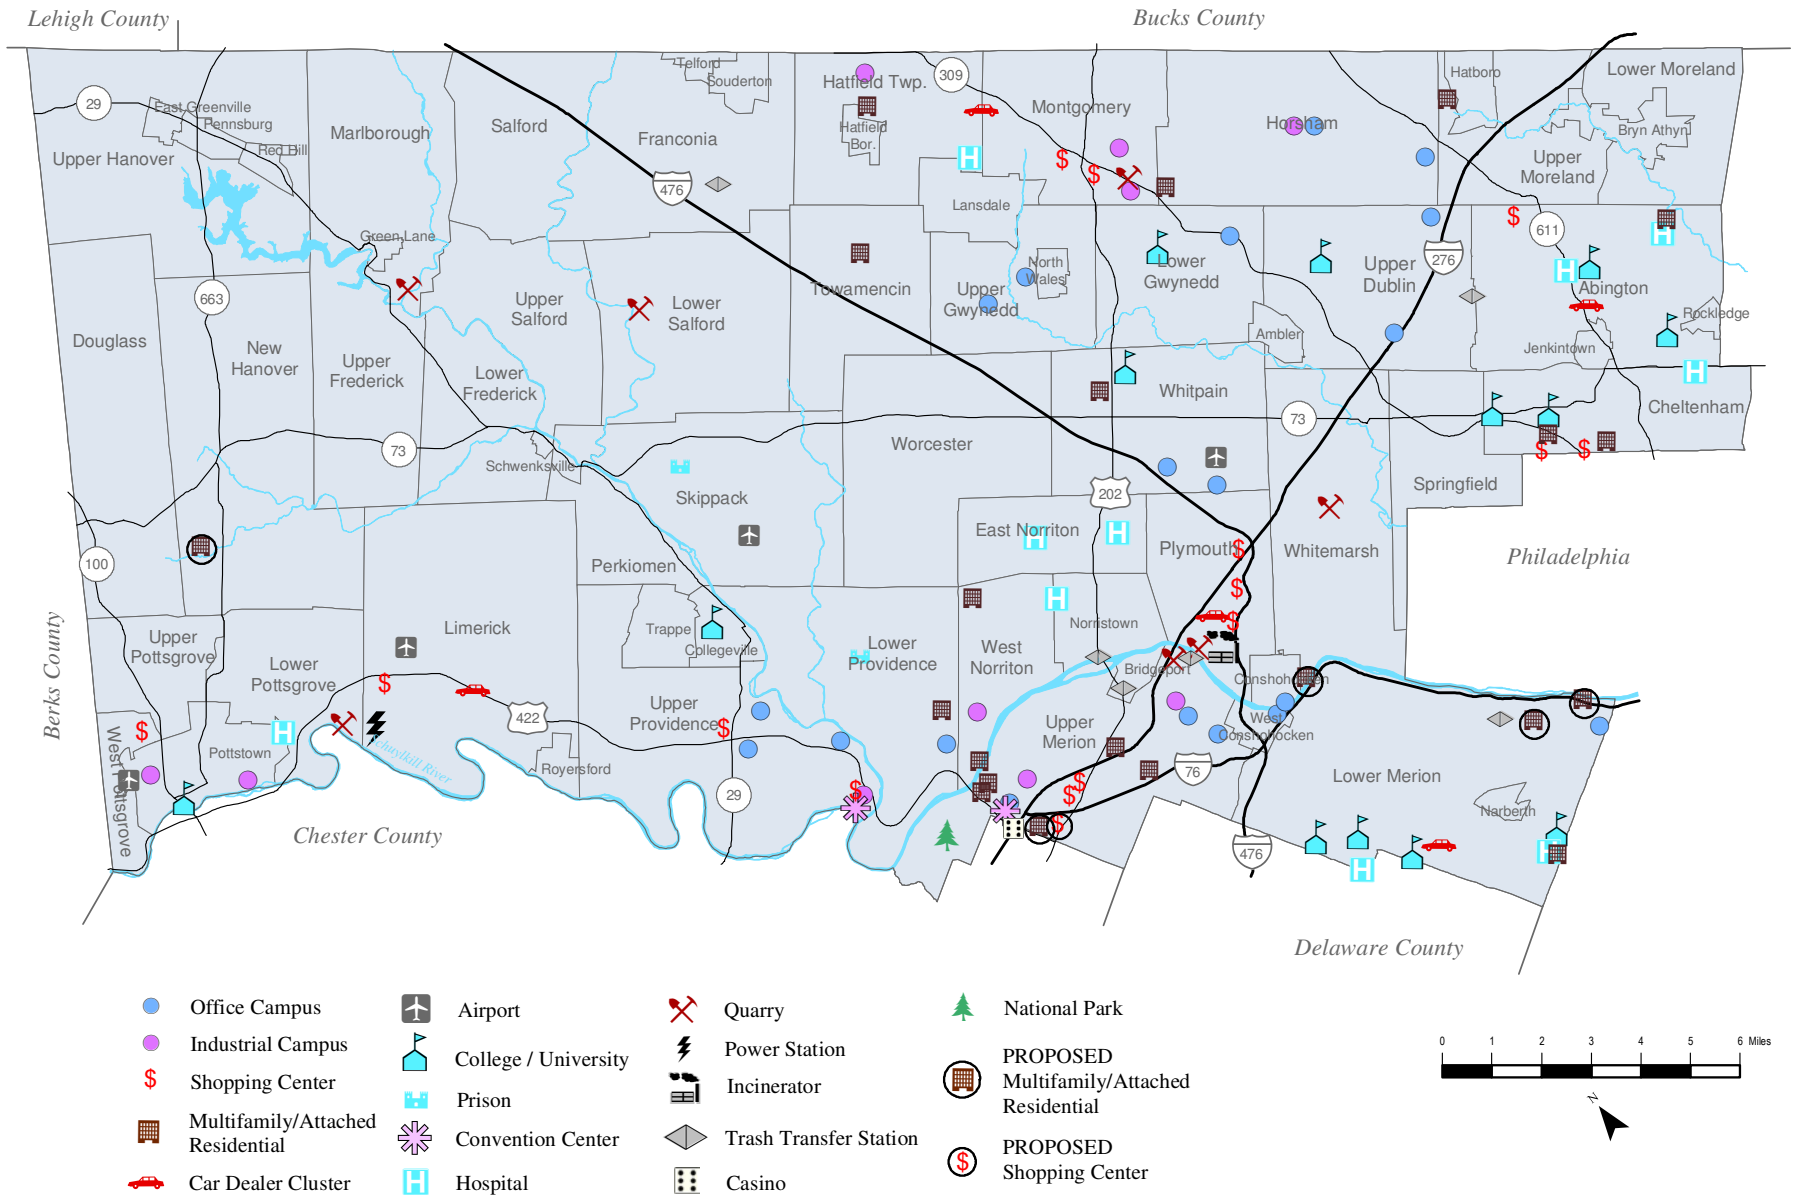 Lehigh County
Bucks County
Telford
Souderton
Hatfield Twp.
309
Hatboro
Lower Moreland
29
East Greenville
Pennsburg
Red Hill
Upper Hanover
Marlborough
Salford
Franconia
Hatfield
Bor.
Montgomery
Horsham
Bryn Athyn
Upper
Moreland
476
Lansdale
Green Lane
611
663
Upper
Salford
Lower
Salford
Towamencin
North
Wales
Upper
Gwynedd
Lower
Gwynedd
Upper
Dublin
276
Abington
Rockledge
Douglass
New
Hanover
Upper
Frederick
Lower
Frederick
Ambler
Jenkintown
Whitpain
Cheltenham
73
73
Worcester
Schwenksville
Skippack
202
Springfield
East Norriton
Plymouth
Whitemarsh
Philadelphia
100
Perkiomen
Berks County
Upper
Pottsgrove
Lower
Pottsgrove
Limerick
Trappe
Collegeville
Lower
Providence
West
Norriton
Norristown
Bridgeport
Conshohocken
West
Conshohocken
Upper
Providence
Upper
Merion
422
West Pottsgrove
Pottstown
Schuylkill River
Royersford
29
76
Lower Merion
Narberth
476
Chester County
Delaware County
Office Campus
Industrial Campus
Shopping Center
Multifamily/Attached
Residential
Car Dealer Cluster
Airport
College / University
Prison
Convention Center
Hospital
Quarry
Power Station
Incinerator
Trash Transfer Station
Casino
National Park
PROPOSED
Multifamily/Attached
Residential
PROPOSED
Shopping Center
0 1 2 3 4 5 6 Miles
N